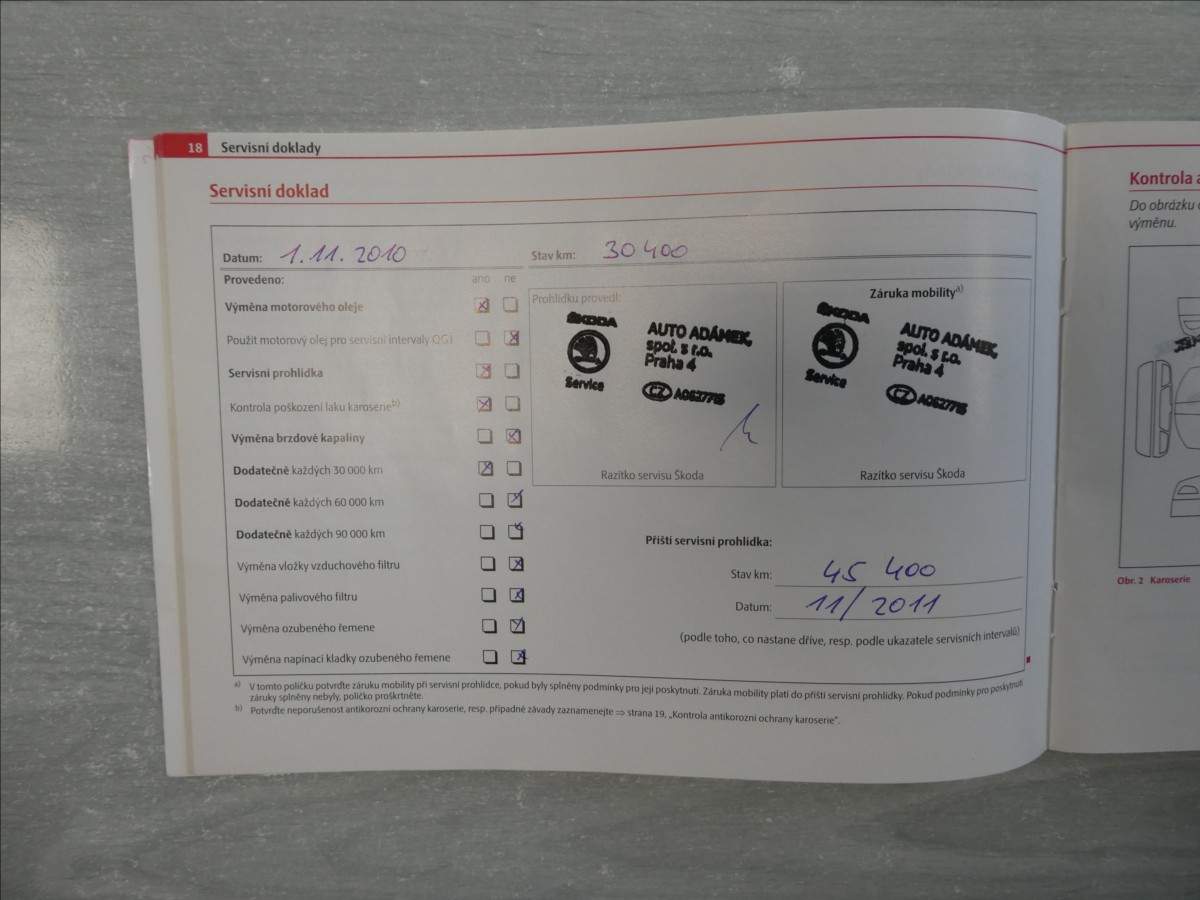 18 Servisní doklady
Servisní doklad
Datum: 1.11.2010 Stav km: 30 400
Provedeno: ano ne
Výměna motorového oleje
Použit motorový olej pro servisní intervaly QG1
Servisní prohlídka
Kontrola poškození laku karoserie b)
Výměna brzdové kapaliny
Dodatečně každých 30 000 km
Dodatečně každých 60 000 km
Dodatečně každých 90 000 km
Výměna vložky vzduchového filtru
Výměna palivového filtru
Výměna ozubeného řemene
Výměna napínací kladky ozubeného řemene
Prohlídku provedl:
ŠKODA
Service
AUTO ADÁMEK,
spol. s r.o.
Praha 4
CZ A0627715
Razítko servisu Škoda
Záruka mobility a)
ŠKODA
Service
AUTO ADÁMEK,
spol. s r.o.
Praha 4
CZ A0627715
Razítko servisu Škoda
Příští servisní prohlídka:
Stav km: 45 400
Datum: 11/2011
(podle toho, co nastane dříve, resp. podle ukazatele servisních intervalů)
a) V tomto políčku potvrďte záruku mobility při servisní prohlídce, pokud byly splněny podmínky pro její poskytnutí. Záruka mobility platí do příští servisní prohlídky. Pokud podmínky pro poskytnutí
záruky splněny nebyly, políčko proškrtněte.
b) Potvrďte neporušenost antikorozní ochrany karoserie, resp. případné závady zaznamenejte ⇒ strana 19, „Kontrola antikorozní ochrany karoserie“.
Kontrola a
Do obrázku
výměnu.
Obr. 2 Karoserie